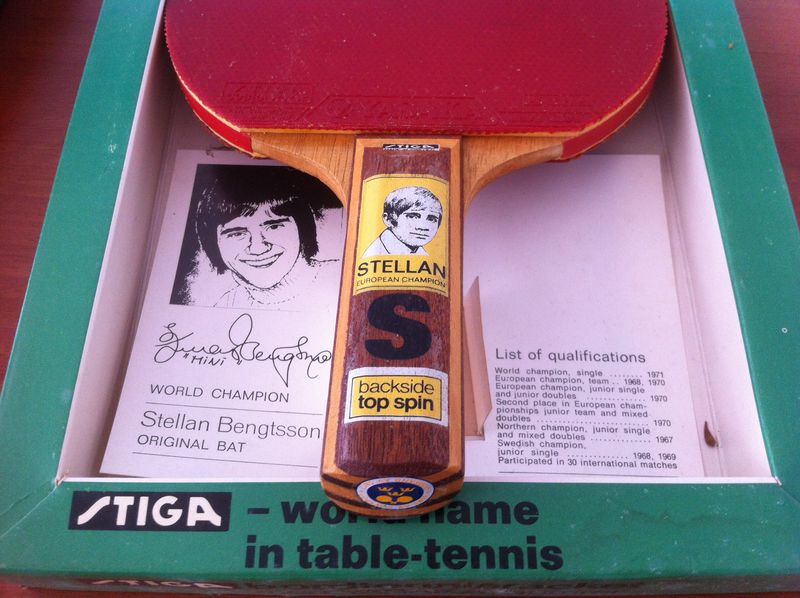 STIGA
STELLAN
EUROPEAN CHAMPION
S
backside
top spin
"MiNi"
WORLD CHAMPION
Stellan Bengtsson
ORIGINAL BAT
List of qualifications
World champion, single ........ 1971
European champion, team .. 1968, 1970
European champion, junior single
and junior doubles ............ 1970
Second place in European cham-
pionships junior team and mixed
doubles ....................... 1970
Northern champion, junior single
and mixed doubles ............. 1967
Swedish champion,
junior single ............ 1968, 1969
Participated in 30 international matches
STIGA – world name
in table-tennis
STIGA